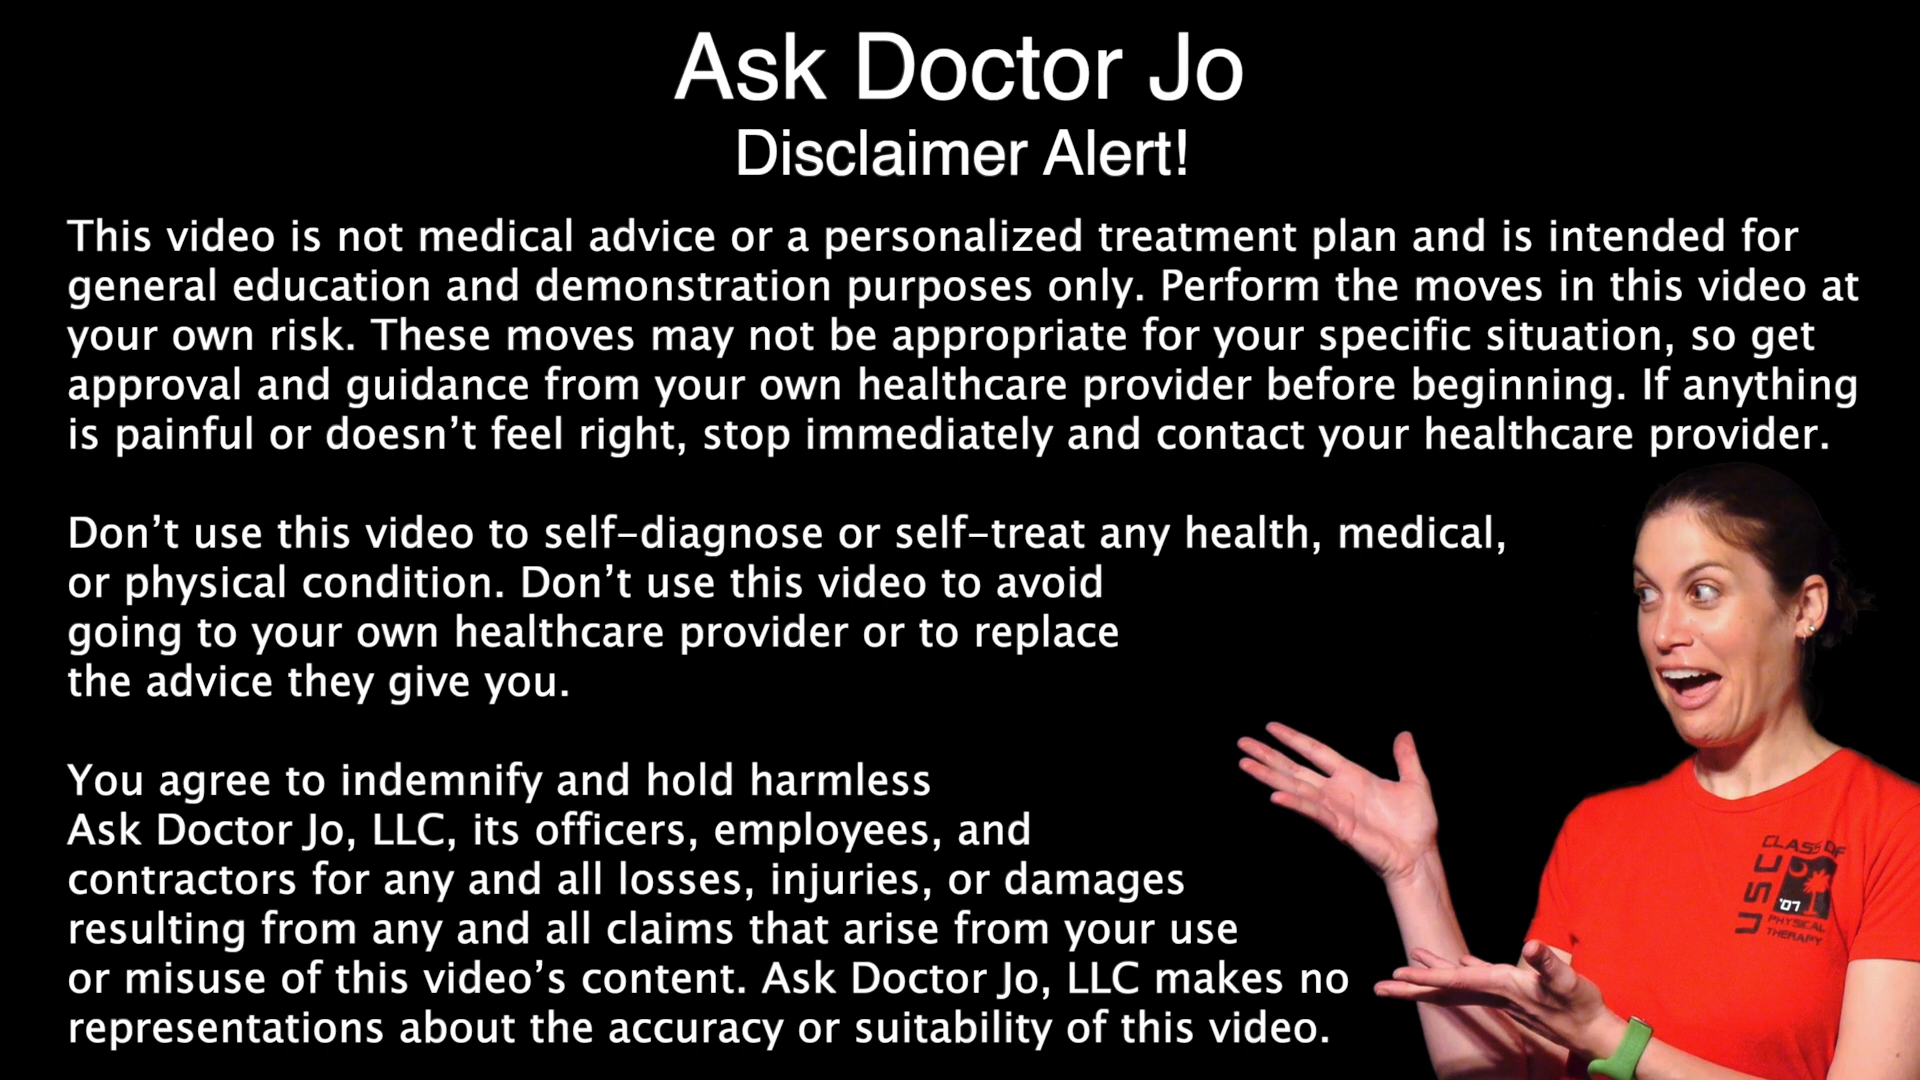 Ask Doctor Jo
Disclaimer Alert!
This video is not medical advice or a personalized treatment plan and is intended for
general education and demonstration purposes only. Perform the moves in this video at
your own risk. These moves may not be appropriate for your specific situation, so get
approval and guidance from your own healthcare provider before beginning. If anything
is painful or doesn’t feel right, stop immediately and contact your healthcare provider.
Don’t use this video to self-diagnose or self-treat any health, medical,
or physical condition. Don’t use this video to avoid
going to your own healthcare provider or to replace
the advice they give you.
You agree to indemnify and hold harmless
Ask Doctor Jo, LLC, its officers, employees, and
contractors for any and all losses, injuries, or damages
resulting from any and all claims that arise from your use
or misuse of this video’s content. Ask Doctor Jo, LLC makes no
representations about the accuracy or suitability of this video.
CLASS OF
USC
'07
PHYSICAL
THERAPY